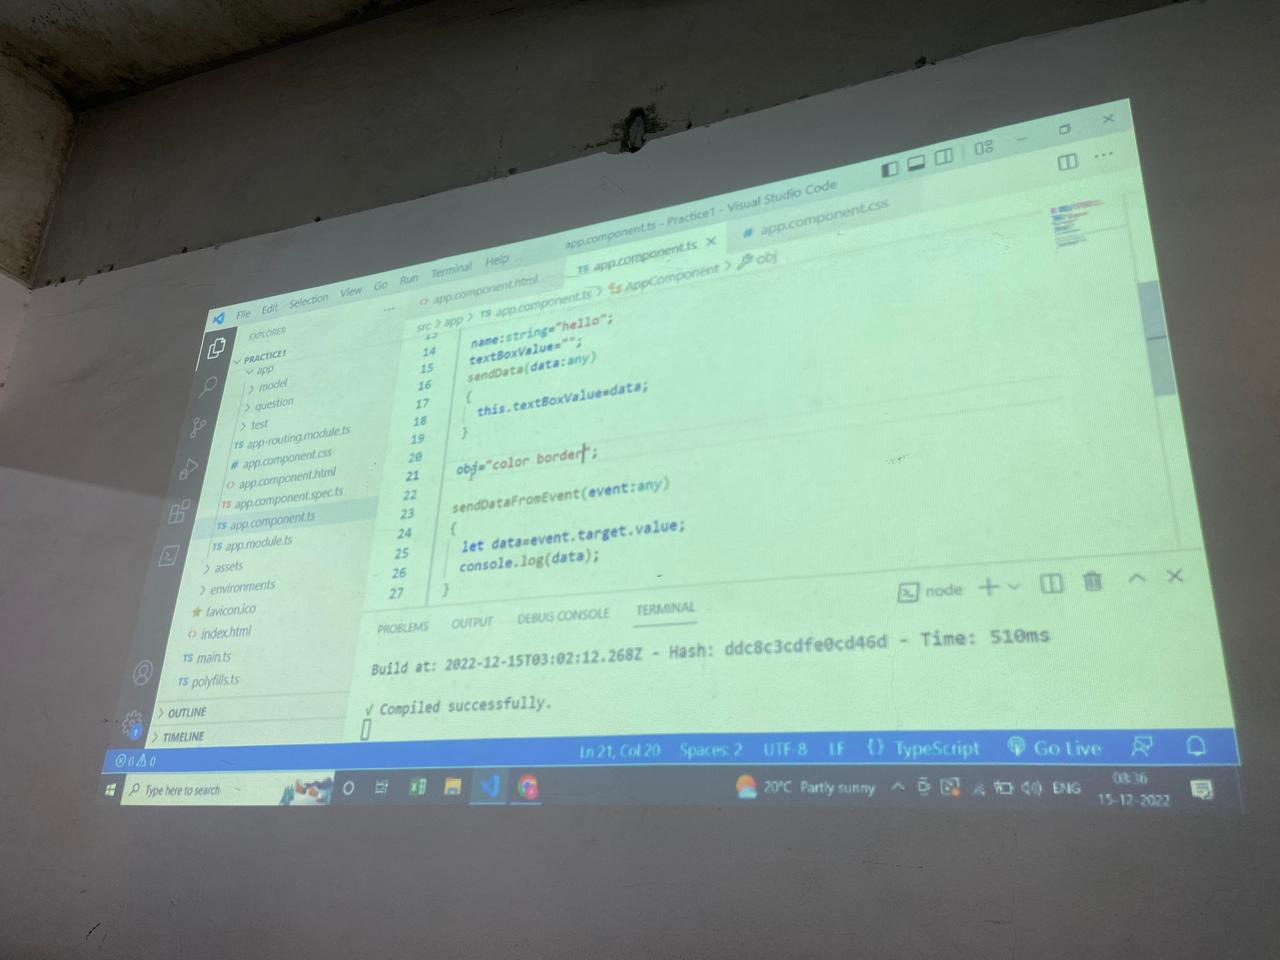 app.component.ts - Practice1 - Visual Studio Code
File Edit Selection View Go Run Terminal Help
EXPLORER
PRACTICE1
app
model
question
test
TS app-routing.module.ts
# app.component.css
<> app.component.html
TS app.component.spec.ts
TS app.component.ts
TS app.module.ts
assets
environments
favicon.ico
<> index.html
TS main.ts
TS polyfills.ts
OUTLINE
TIMELINE
<> app.component.html TS app.component.ts # app.component.css
src > app > TS app.component.ts > AppComponent > obj
13
14 name:string="hello";
15 textBoxValue="";
16 sendData(data:any)
17 {
18 this.textBoxValue=data;
19 }
20
21 obj="color border";
22
23 sendDataFromEvent(event:any)
24 {
25 let data=event.target.value;
26 console.log(data);
27 }
PROBLEMS OUTPUT DEBUG CONSOLE TERMINAL
node
Build at: 2022-12-15T03:02:12.268Z - Hash: ddc8c3cdfe0cd46d - Time: 510ms
√ Compiled successfully.
0 0 Ln 21, Col 20 Spaces: 2 UTF-8 LF {} TypeScript Go Live
Type here to search
20°C Partly sunny ENG
15-12-2022